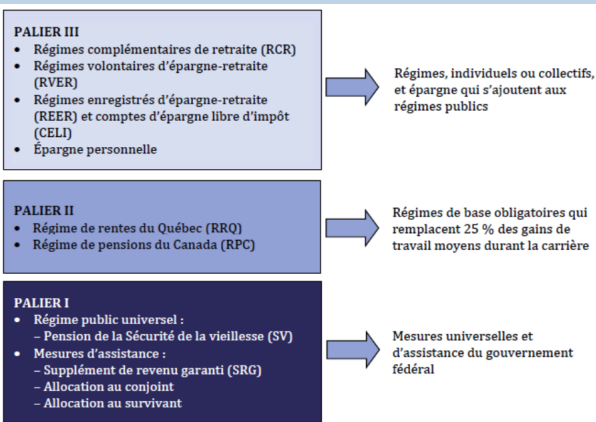 PALIER III
• Régimes complémentaires de retraite (RCR)
• Régimes volontaires d'épargne-retraite
(RVER)
• Régimes enregistrés d'épargne-retraite
(REER) et comptes d'épargne libre d'impôt
(CELI)
• Épargne personnelle
Régimes, individuels ou collectifs,
et épargne qui s'ajoutent aux
régimes publics
PALIER II
• Régime de rentes du Québec (RRQ)
• Régime de pensions du Canada (RPC)
Régimes de base obligatoires qui
remplacent 25 % des gains de
travail moyens durant la carrière
PALIER I
• Régime public universel :
– Pension de la Sécurité de la vieillesse (SV)
• Mesures d'assistance :
– Supplément de revenu garanti (SRG)
– Allocation au conjoint
– Allocation au survivant
Mesures universelles et
d'assistance du gouvernement
fédéral